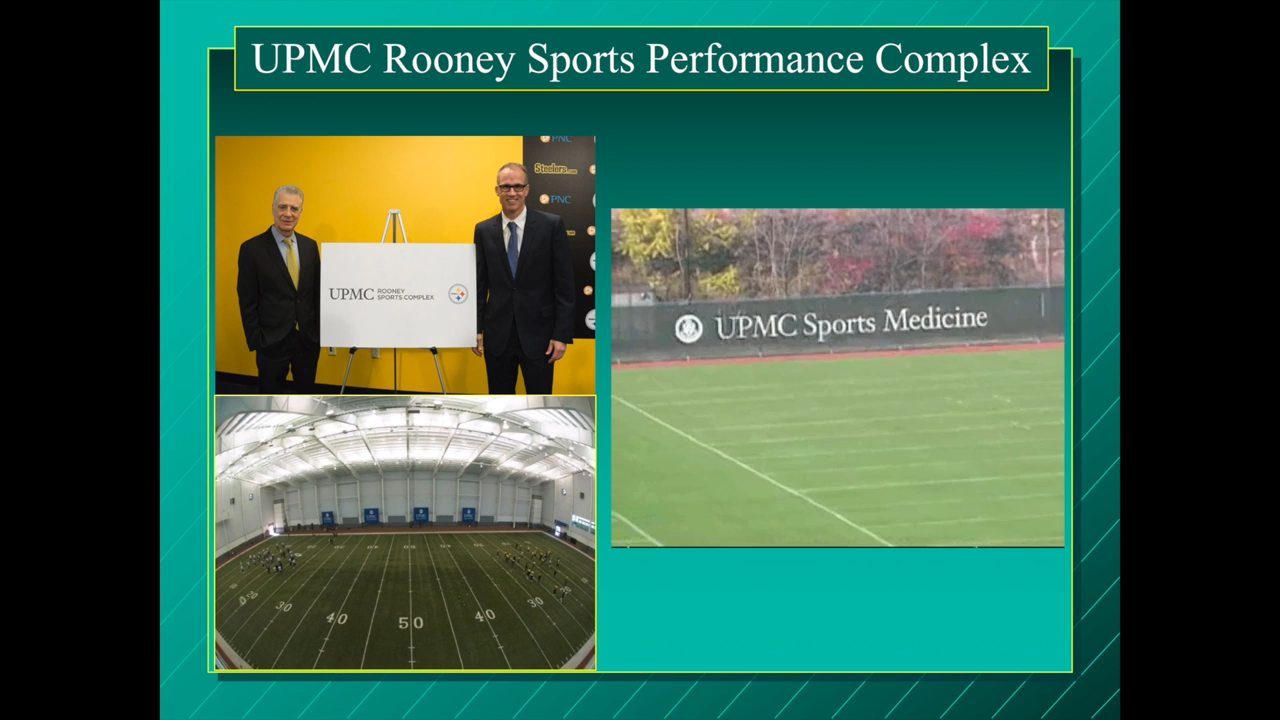 UPMC Rooney Sports Performance Complex
PNC
Steelers.com
PNC
UPMC ROONEY
SPORTS COMPLEX
UPMC Sports Medicine
30
40
50
40
30